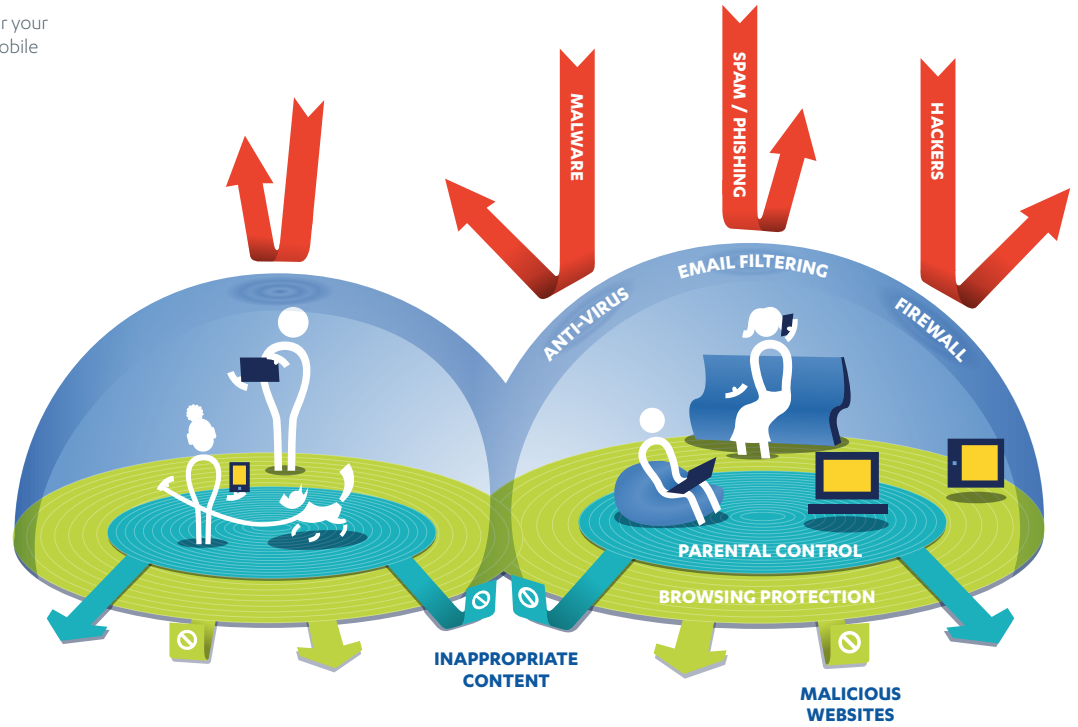 r your
obile
MALWARE
SPAM / PHISHING
HACKERS
ANTI-VIRUS
EMAIL FILTERING
FIREWALL
PARENTAL CONTROL
BROWSING PROTECTION
INAPPROPRIATE
CONTENT
MALICIOUS
WEBSITES